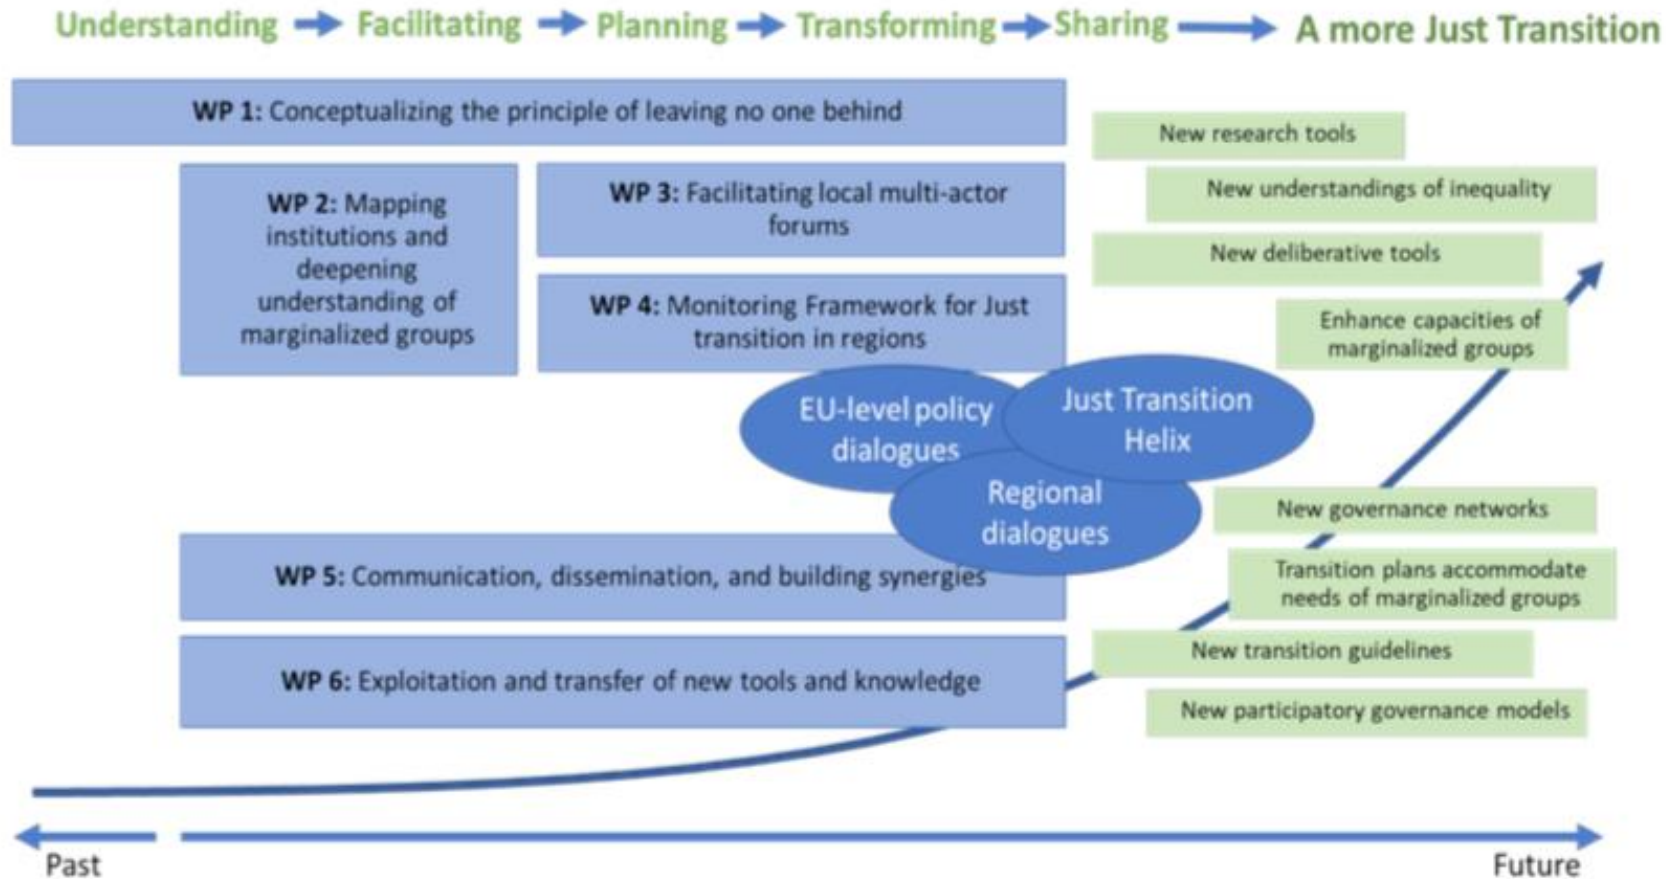 Understanding Facilitating Planning Transforming Sharing A more Just Transition
WP 1: Conceptualizing the principle of leaving no one behind
WP 2: Mapping
institutions and
deepening
understanding of
marginalized groups
WP 3: Facilitating local multi-actor
forums
WP 4: Monitoring Framework for Just
transition in regions
EU-level policy
dialogues
Just Transition
Helix
Regional
dialogues
WP 5: Communication, dissemination, and building synergies
WP 6: Exploitation and transfer of new tools and knowledge
New research tools
New understandings of inequality
New deliberative tools
Enhance capacities of
marginalized groups
New governance networks
Transition plans accommodate
needs of marginalized groups
New transition guidelines
New participatory governance models
Past
Future